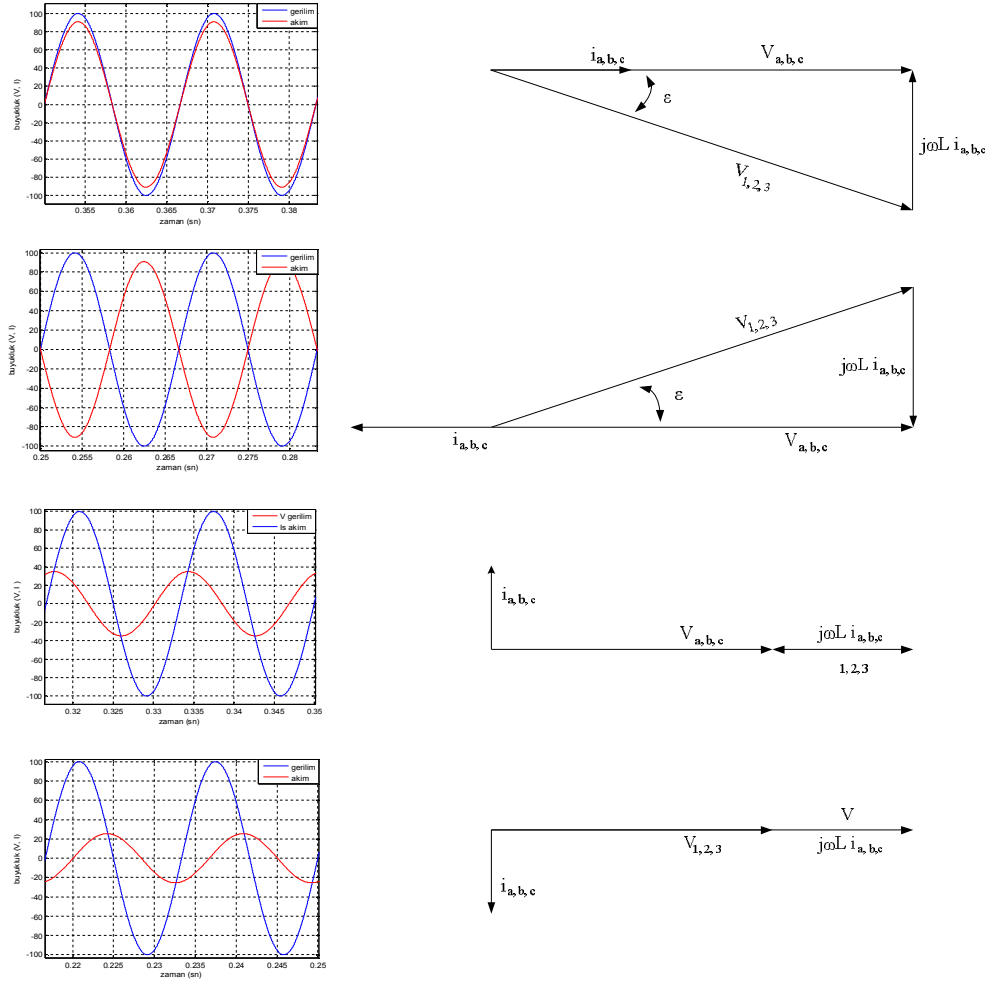 gerilim
akim
buyukluk (V, I)
100
80
60
40
20
0
-20
-40
-60
-80
-100
0.355
0.36
0.365
0.37
0.375
0.38
zaman (sn)
i a, b, c
V a, b, c
ε
V 1, 2, 3
jωL i a,b,c
gerilim
akim
buyukluk (V, I)
100
80
60
40
20
0
-20
-40
-60
-80
-100
0.25
0.255
0.26
0.265
0.27
0.275
0.28
zaman (sn)
V 1, 2, 3
jωL i a,b,c
ε
i a, b, c
V a, b, c
V gerilim
Is akim
buyukluk (V, I)
100
80
60
40
20
0
-20
-40
-60
-80
-100
0.32
0.325
0.33
0.335
0.34
0.345
0.35
zaman (sn)
i a, b, c
V a, b, c
jωL i a,b,c
1, 2, 3
gerilim
akim
buyukluk (V, I)
100
80
60
40
20
0
-20
-40
-60
-80
-100
0.22
0.225
0.23
0.235
0.24
0.245
0.25
zaman (sn)
V
V 1, 2, 3
jωL i a,b,c
i a, b, c